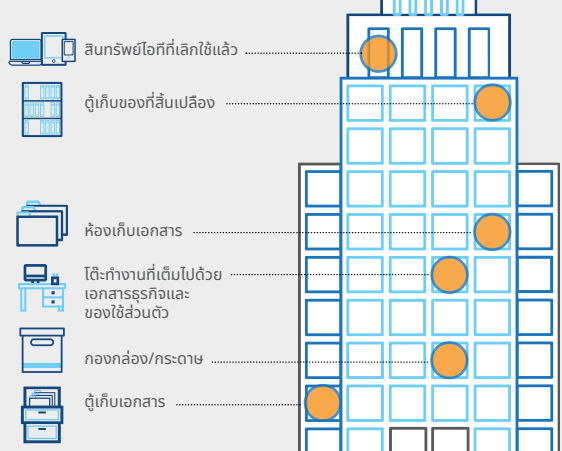 สินทรัพย์ไอทีที่เลิกใช้แล้ว
ตู้เก็บของที่สิ้นเปลือง
ห้องเก็บเอกสาร
โต๊ะทำงานที่เต็มไปด้วย
เอกสารธุรกิจและ
ของใช้ส่วนตัว
กองกล่อง/กระดาษ
ตู้เก็บเอกสาร